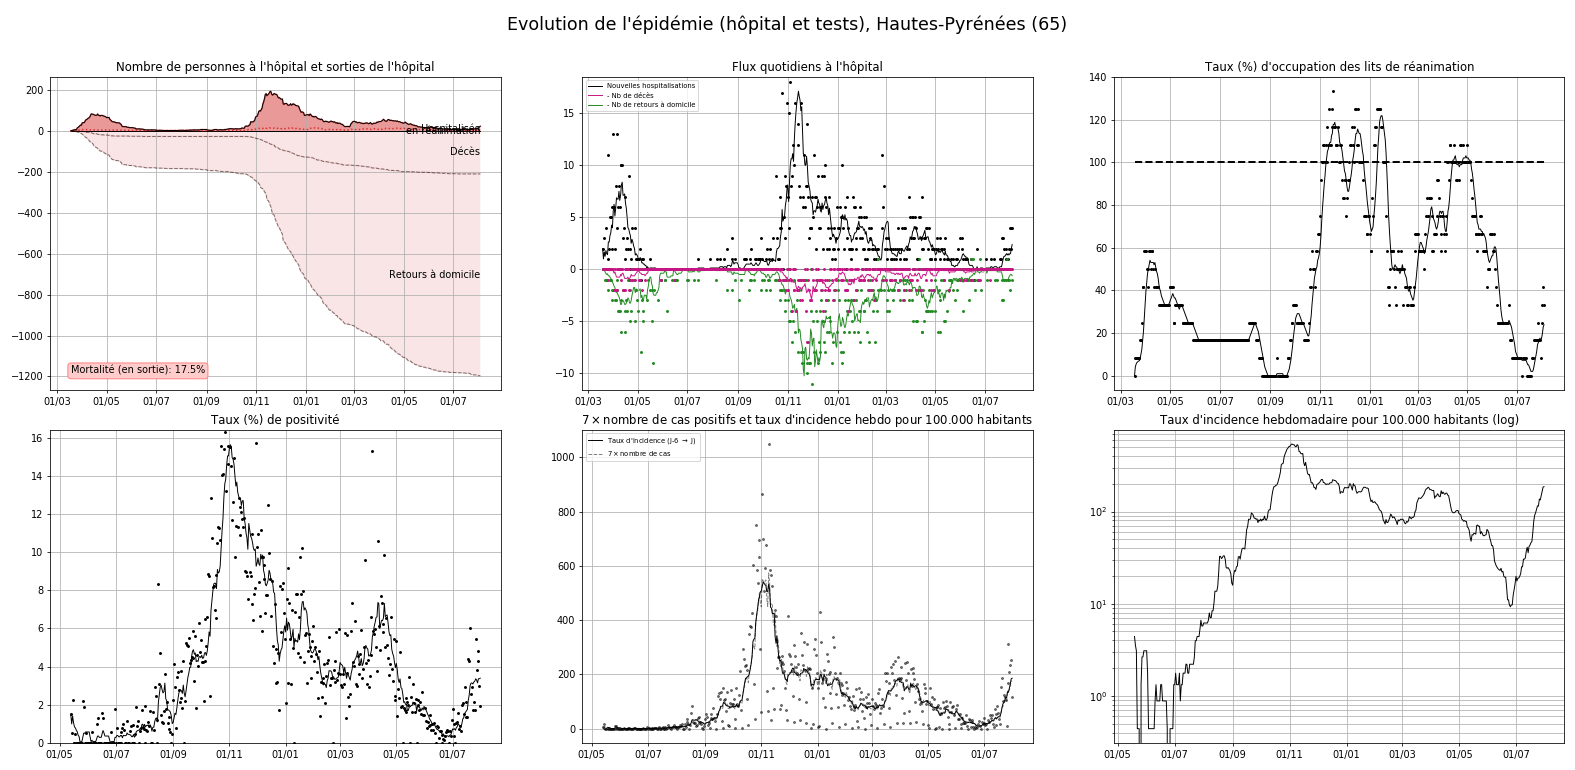 Evolution de l'épidémie (hôpital et tests), Hautes-Pyrénées (65)
Nombre de personnes à l'hôpital et sorties de l'hôpital
200
0
−200
−400
−600
−800
−1000
−1200
Hospitalisés
en réanimation
Décès
Retours à domicile
Mortalité (en sortie): 17.5%
01/03 01/05 01/07 01/09 01/11 01/01 01/03 01/05 01/07
Flux quotidiens à l'hôpital
Nouvelles hospitalisations
- Nb de décès
- Nb de retours à domicile
15
10
5
0
−5
−10
01/03 01/05 01/07 01/09 01/11 01/01 01/03 01/05 01/07
Taux (%) d'occupation des lits de réanimation
140
120
100
80
60
40
20
0
01/03 01/05 01/07 01/09 01/11 01/01 01/03 01/05 01/07
Taux (%) de positivité
16
14
12
10
8
6
4
2
0
01/05 01/07 01/09 01/11 01/01 01/03 01/05 01/07
7 × nombre de cas positifs et taux d'incidence hebdo pour 100.000 habitants
Taux d'incidence (J-6 → J)
7 × nombre de cas
1000
800
600
400
200
0
01/05 01/07 01/09 01/11 01/01 01/03 01/05 01/07
Taux d'incidence hebdomadaire pour 100.000 habitants (log)
10²
10¹
10⁰
01/05 01/07 01/09 01/11 01/01 01/03 01/05 01/07